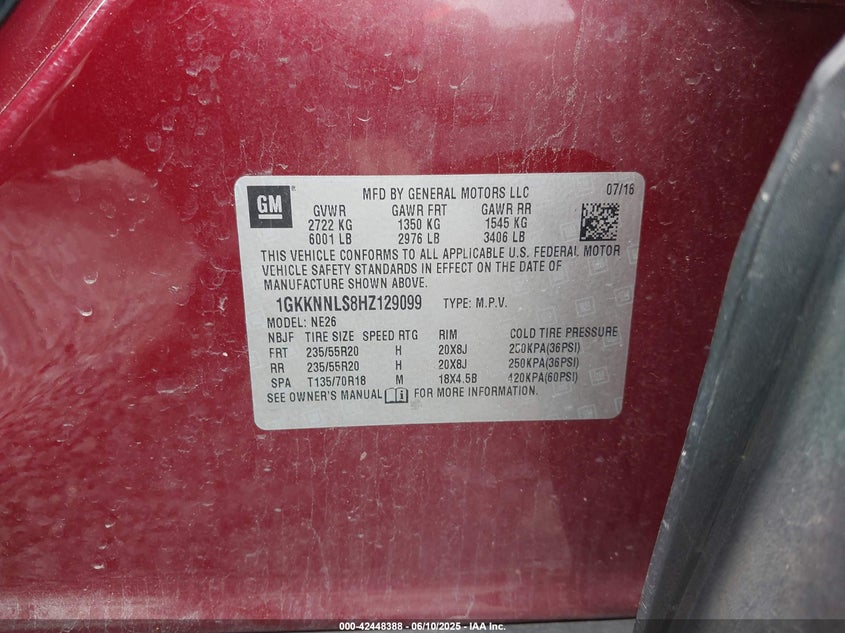 GM
MFD BY GENERAL MOTORS LLC 07/16
GVWR GAWR FRT GAWR RR
2722 KG 1350 KG 1545 KG
6001 LB 2976 LB 3406 LB
THIS VEHICLE CONFORMS TO ALL APPLICABLE U.S. FEDERAL MOTOR
VEHICLE SAFETY STANDARDS IN EFFECT ON THE DATE OF
MANUFACTURE SHOWN ABOVE.
1GKKNNLS8HZ129099 TYPE: M.P.V.
MODEL: NE26
NBJF TIRE SIZE SPEED RTG RIM COLD TIRE PRESSURE
FRT 235/55R20 H 20X8J 250KPA(36PSI)
RR 235/55R20 H 20X8J 250KPA(36PSI)
SPA T135/70R18 M 18X4.5B 420KPA(60PSI)
SEE OWNER'S MANUAL FOR MORE INFORMATION.
000-42448388 - 06/10/2025 - IAA Inc.